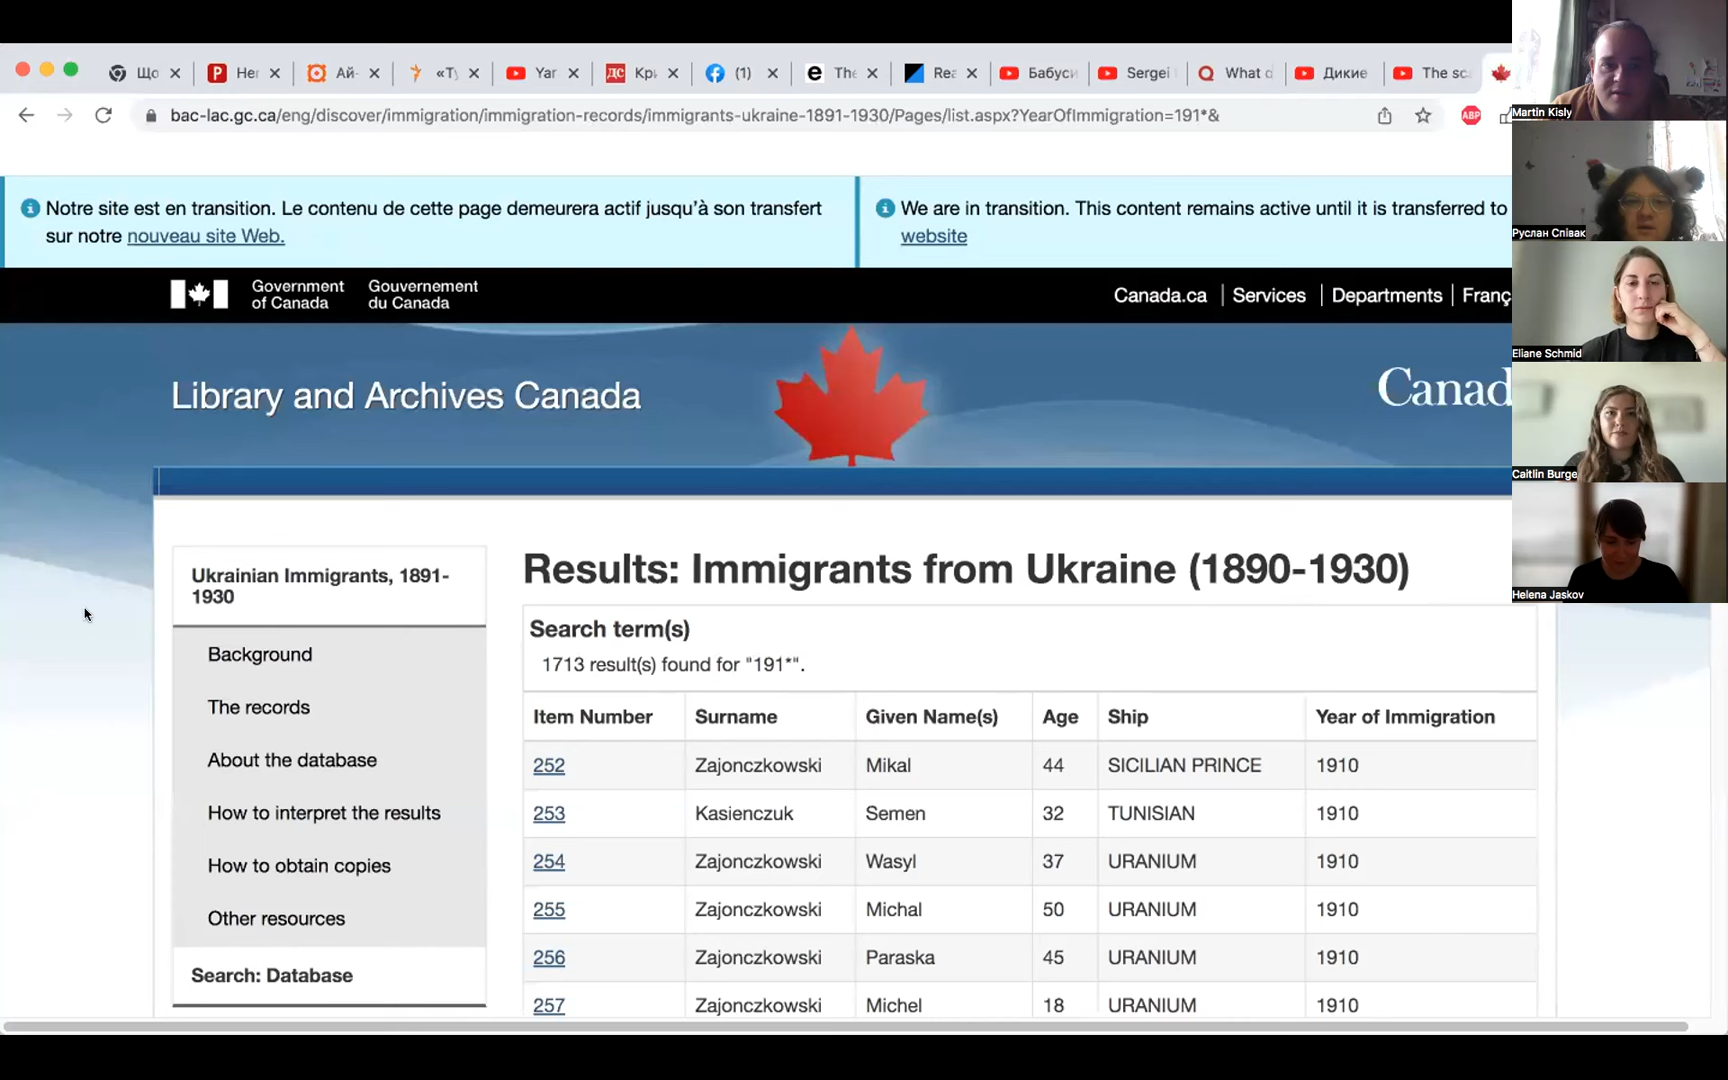 Що
Нег
Ай-
«Ту
Yar
ДС
Кри
(1)
The
Rea
Бабуси
Sergei
What d
Дикие
The sca
bac-lac.gc.ca/eng/discover/immigration/immigration-records/immigrants-ukraine-1891-1930/Pages/list.aspx?YearOfImmigration=191*&
ABP
Notre site est en transition. Le contenu de cette page demeurera actif jusqu’à son transfert
sur notre nouveau site Web.
We are in transition. This content remains active until it is transferred to
website
Government
of Canada
Gouvernement
du Canada
Canada.ca
Services
Departments
Franç
Library and Archives Canada
Canad
Ukrainian Immigrants, 1891-
1930
Background
The records
About the database
How to interpret the results
How to obtain copies
Other resources
Search: Database
Results: Immigrants from Ukraine (1890-1930)
Search term(s)
1713 result(s) found for "191*".
Item Number Surname Given Name(s) Age Ship Year of Immigration
252 Zajonczkowski Mikal 44 SICILIAN PRINCE 1910
253 Kasienczuk Semen 32 TUNISIAN 1910
254 Zajonczkowski Wasyl 37 URANIUM 1910
255 Zajonczkowski Michal 50 URANIUM 1910
256 Zajonczkowski Paraska 45 URANIUM 1910
257 Zajonczkowski Michel 18 URANIUM 1910
Martin Kisly
Руслан Співак
Eliane Schmid
Caitlin Burge
Helena Jaskov